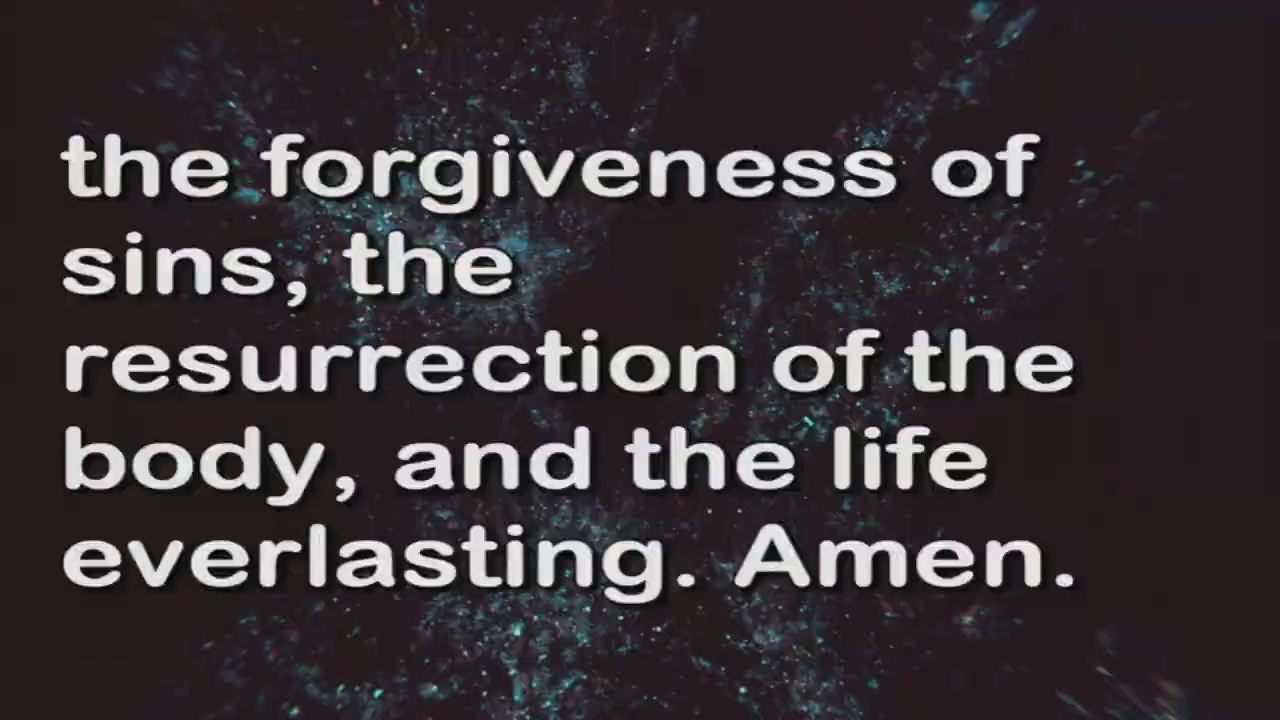 the forgiveness of
sins, the
resurrection of the
body, and the life
everlasting. Amen.